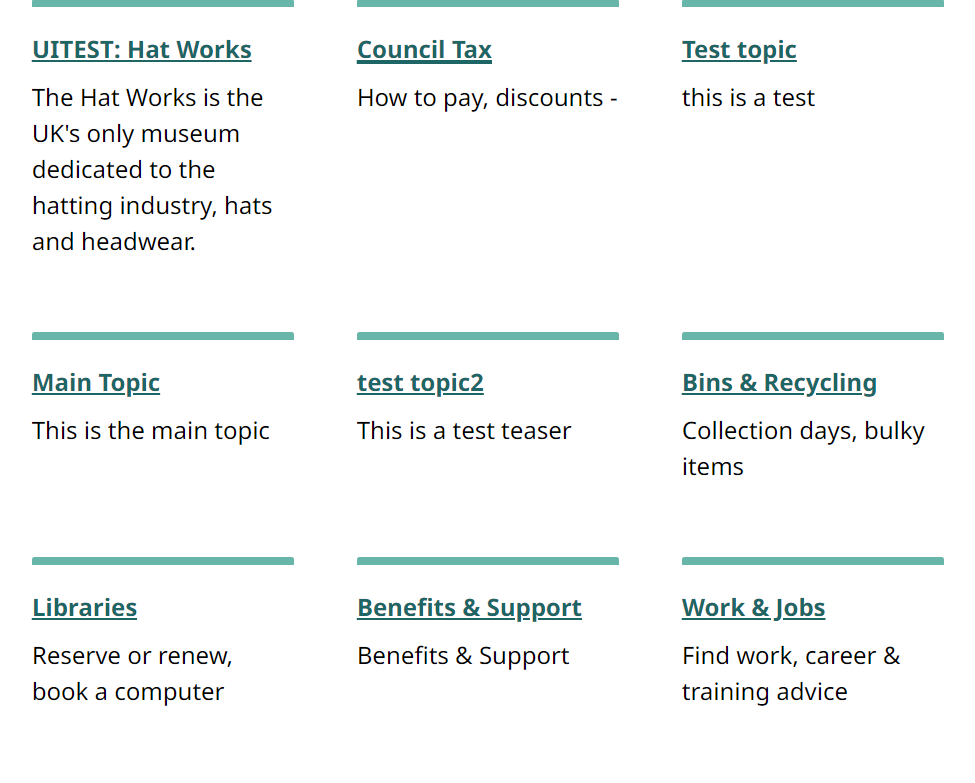 UITEST: Hat Works
The Hat Works is the
UK's only museum
dedicated to the
hatting industry, hats
and headwear.
Council Tax
How to pay, discounts -
Test topic
this is a test
Main Topic
This is the main topic
test topic2
This is a test teaser
Bins & Recycling
Collection days, bulky
items
Libraries
Reserve or renew,
book a computer
Benefits & Support
Benefits & Support
Work & Jobs
Find work, career &
training advice